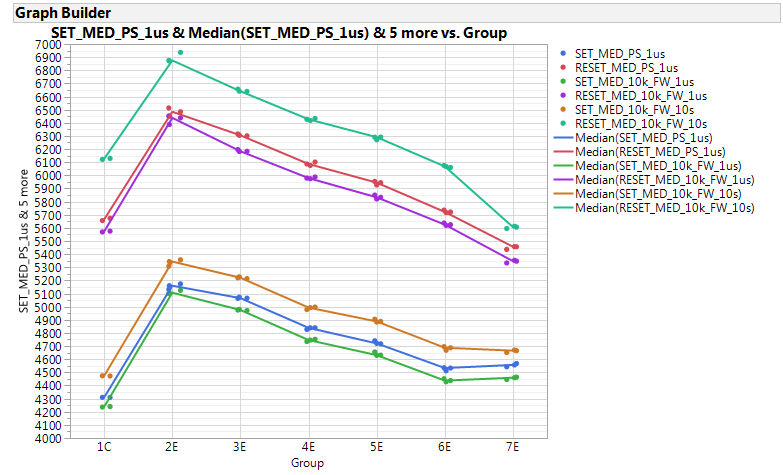 Graph Builder
SET_MED_PS_1us & Median(SET_MED_PS_1us) & 5 more vs. Group
SET_MED_PS_1us & 5 more
7000
6900
6800
6700
6600
6500
6400
6300
6200
6100
6000
5900
5800
5700
5600
5500
5400
5300
5200
5100
5000
4900
4800
4700
4600
4500
4400
4300
4200
4100
4000
1C 2E 3E 4E 5E 6E 7E
Group
SET_MED_PS_1us
RESET_MED_PS_1us
SET_MED_10k_FW_1us
RESET_MED_10k_FW_1us
SET_MED_10k_FW_10s
RESET_MED_10k_FW_10s
Median(SET_MED_PS_1us)
Median(RESET_MED_PS_1us)
Median(SET_MED_10k_FW_1us)
Median(RESET_MED_10k_FW_1us)
Median(SET_MED_10k_FW_10s)
Median(RESET_MED_10k_FW_10s)